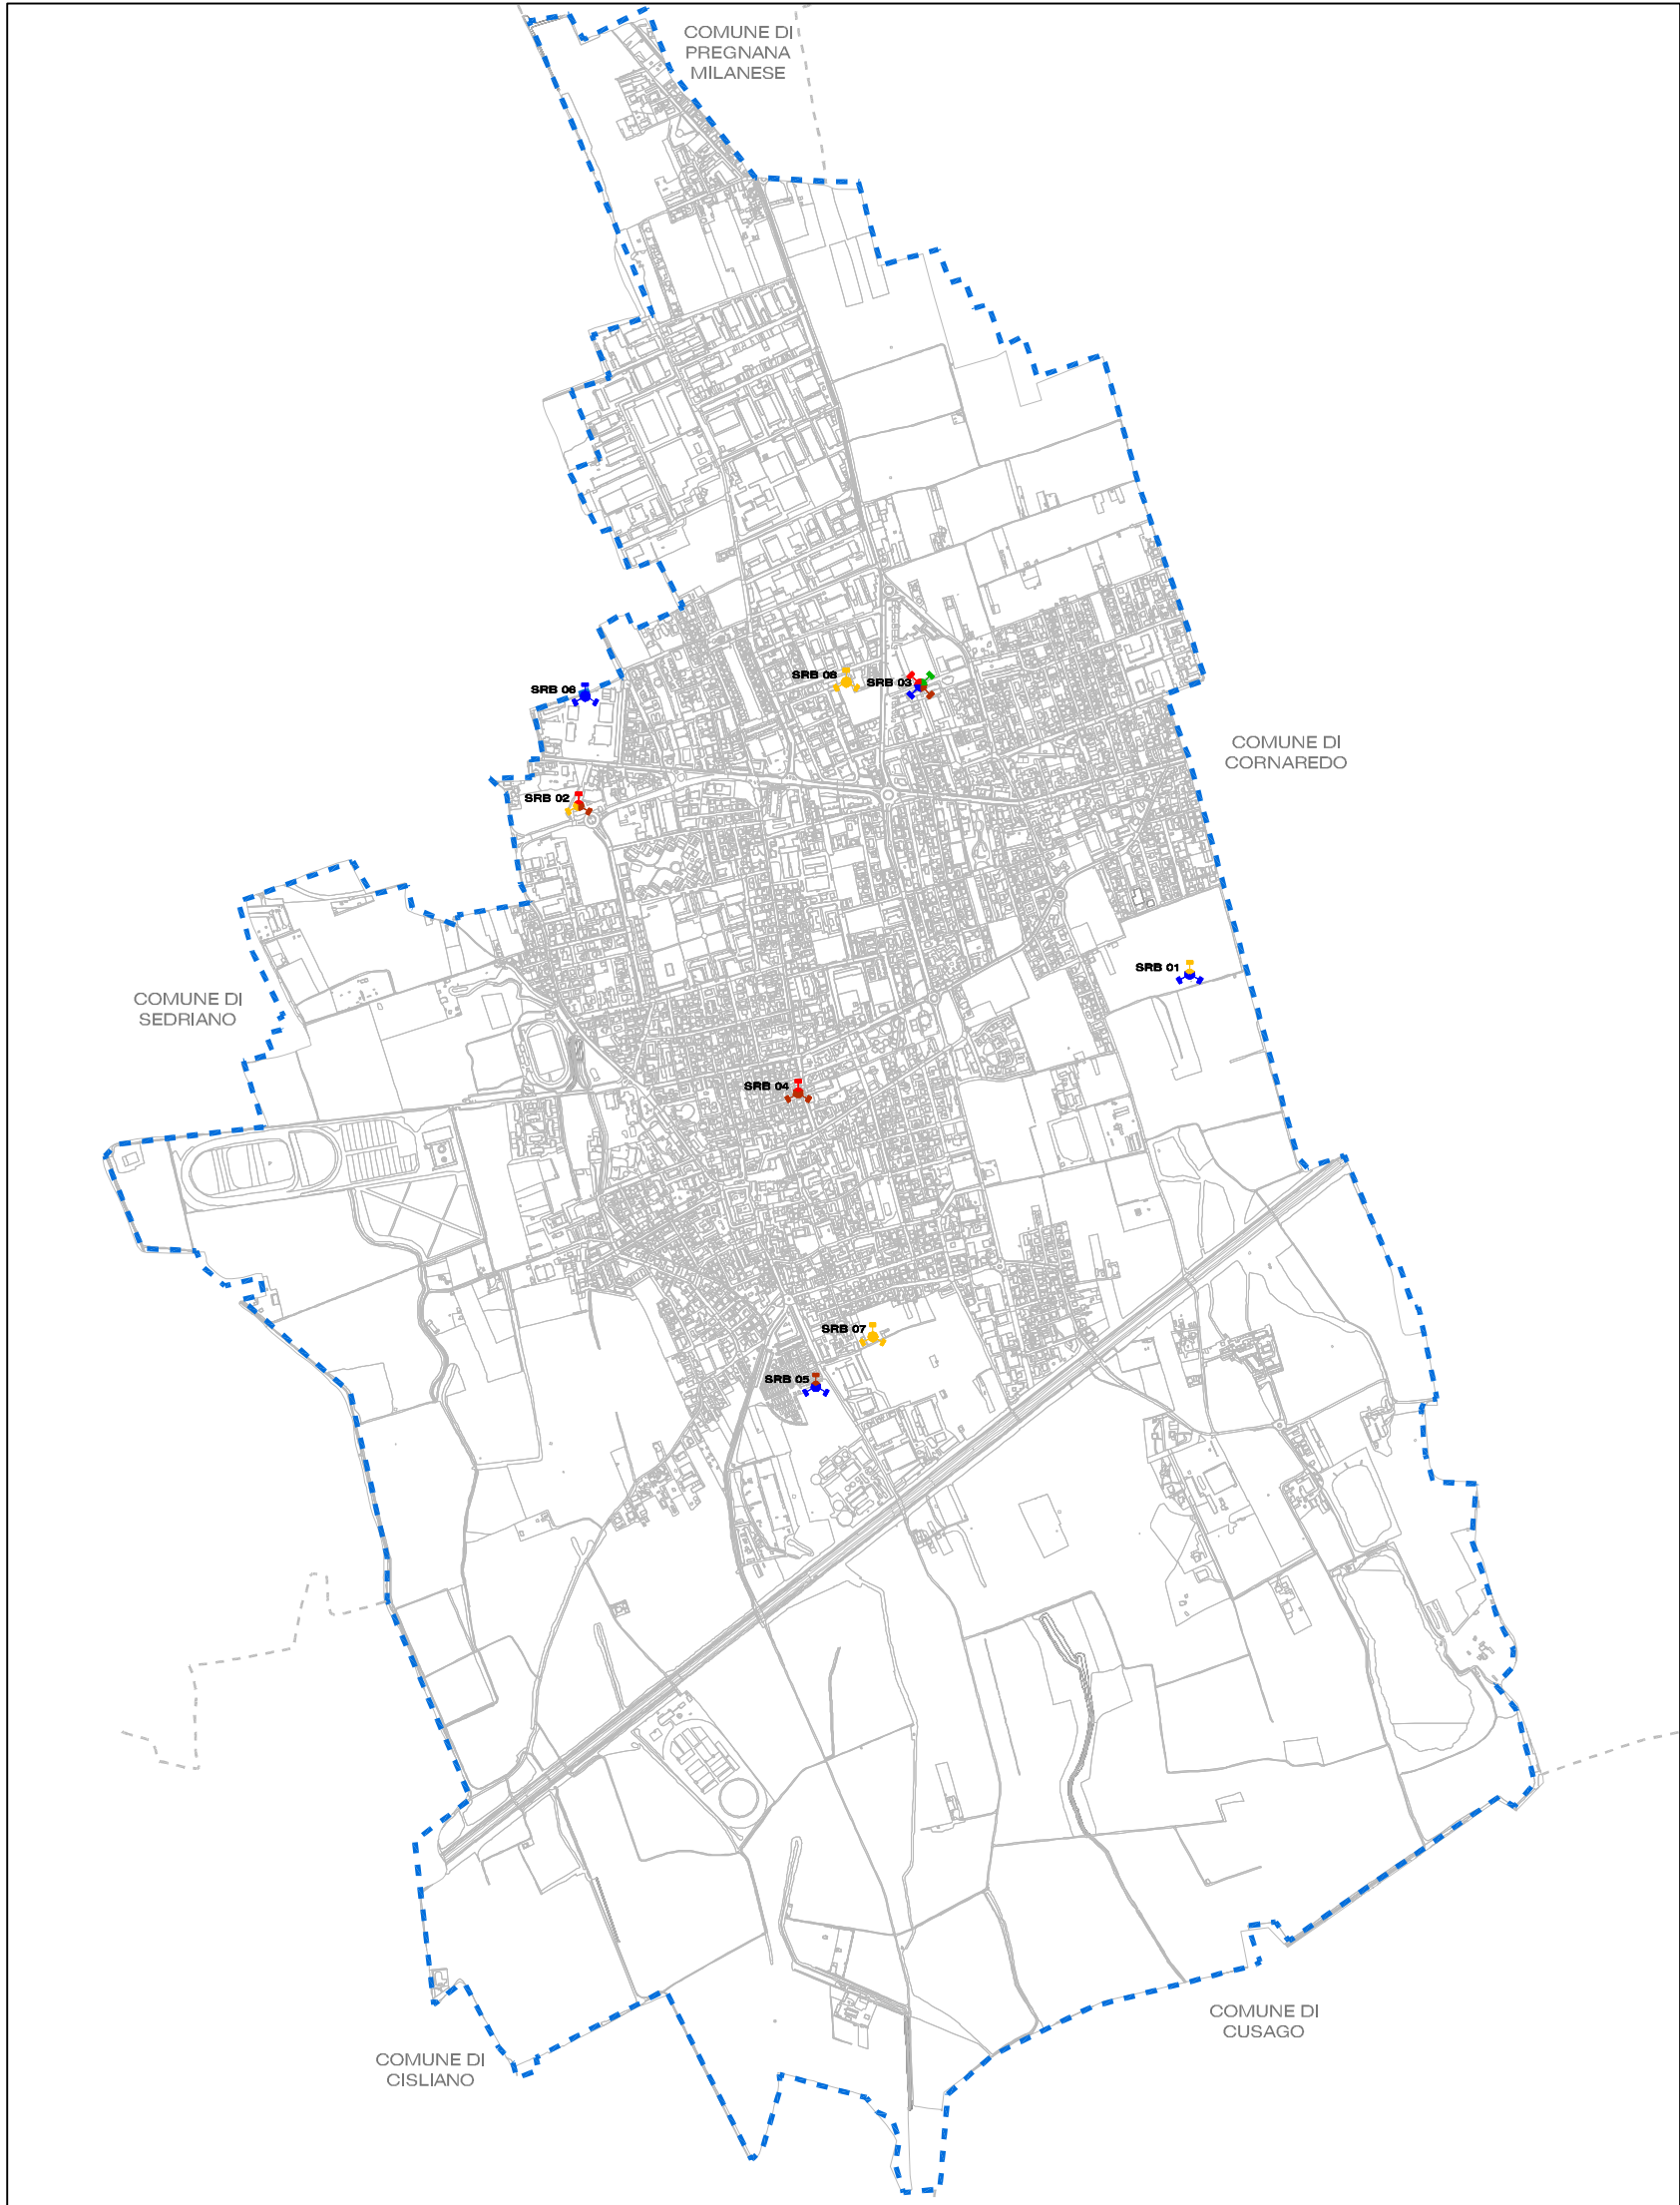 COMUNE DI
PREGNANA
MILANESE
SRB 08
SRB 03
SRB 06
COMUNE DI
CORNAREDO
SRB 02
SRB 01
COMUNE DI
SEDRIANO
SRB 04
SRB 07
SRB 05
COMUNE DI
CUSAGO
COMUNE DI
CISLIANO